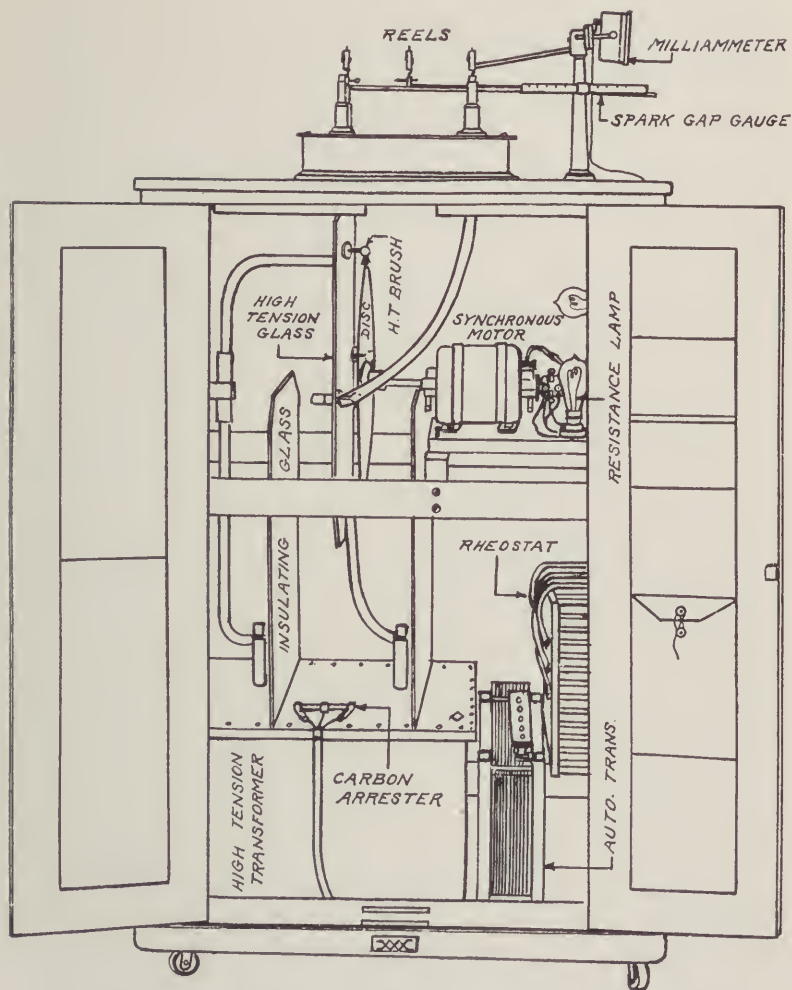 REELS
MILLIAMMETER
SPARK GAP GAUGE
HIGH
TENSION
GLASS
DISC
H.T BRUSH
SYNCHRONOUS
MOTOR
RESISTANCE LAMP
INSULATING GLASS
RHEOSTAT
HIGH TENSION
TRANSFORMER
CARBON
ARRESTER
AUTO. TRANS.